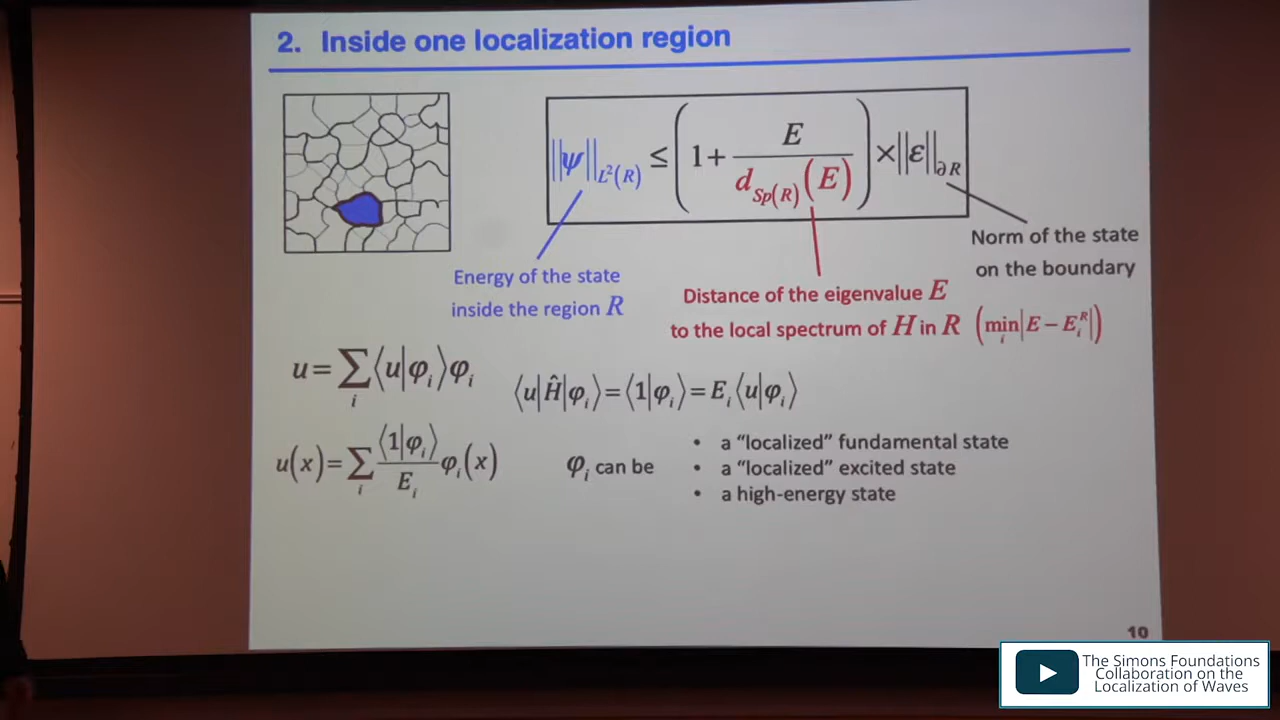 2. Inside one localization region
||ψ||_{L²(R)} ≤ (1 + E / d_{Sp(R)}(E)) × ||ε||_{∂R}
Norm of the state
on the boundary
Energy of the state
inside the region R
Distance of the eigenvalue E
to the local spectrum of H in R (min_i |E − E_i^R|)
u = ∑_i ⟨u|φ_i⟩φ_i
⟨u|Ĥ|φ_i⟩ = ⟨1|φ_i⟩ = E_i ⟨u|φ_i⟩
u(x) = ∑_i ⟨1|φ_i⟩ / E_i φ_i(x)
φ_i can be
• a “localized” fundamental state
• a “localized” excited state
• a high-energy state
10
The Simons Foundations
Collaboration on the
Localization of Waves